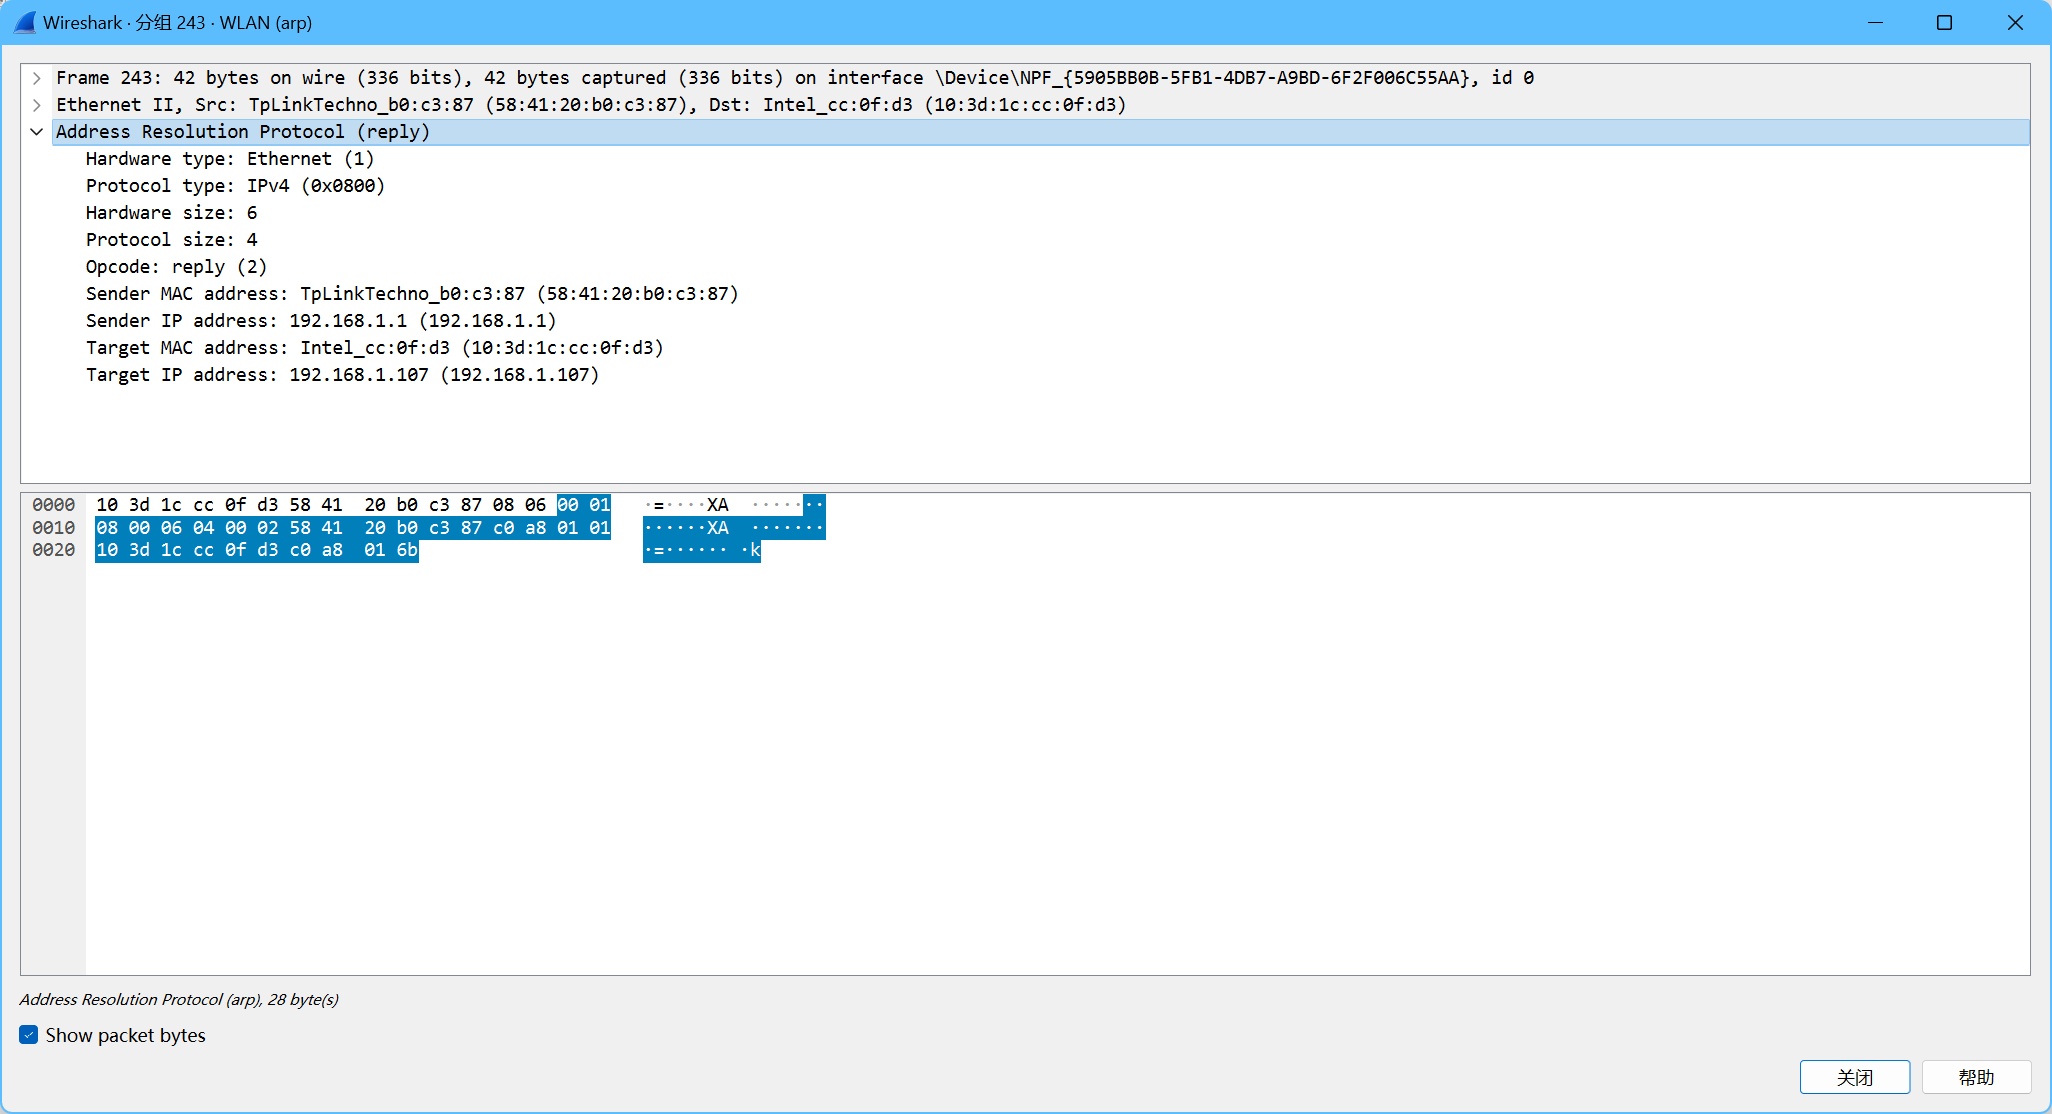 Wireshark · 分组 243 · WLAN (arp)
Frame 243: 42 bytes on wire (336 bits), 42 bytes captured (336 bits) on interface \Device\NPF_{5905BB0B-5FB1-4DB7-A9BD-6F2F006C55AA}, id 0
Ethernet II, Src: TpLinkTechno_b0:c3:87 (58:41:20:b0:c3:87), Dst: Intel_cc:0f:d3 (10:3d:1c:cc:0f:d3)
Address Resolution Protocol (reply)
Hardware type: Ethernet (1)
Protocol type: IPv4 (0x0800)
Hardware size: 6
Protocol size: 4
Opcode: reply (2)
Sender MAC address: TpLinkTechno_b0:c3:87 (58:41:20:b0:c3:87)
Sender IP address: 192.168.1.1 (192.168.1.1)
Target MAC address: Intel_cc:0f:d3 (10:3d:1c:cc:0f:d3)
Target IP address: 192.168.1.107 (192.168.1.107)
0000 10 3d 1c cc 0f d3 58 41 20 b0 c3 87 08 06 00 01 ·=····XA ········
0010 08 00 06 04 00 02 58 41 20 b0 c3 87 c0 a8 01 01 ······XA ·······
0020 10 3d 1c cc 0f d3 c0 a8 01 6b ·=······ ·k
Address Resolution Protocol (arp), 28 byte(s)
Show packet bytes
关闭 帮助